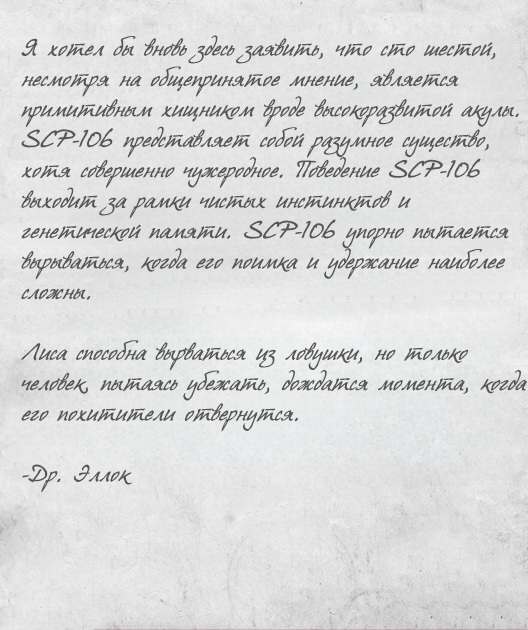 Я хотел бы вновь здесь заявить, что сто шестой,
несмотря на общепринятое мнение, является
примитивным хищником вроде высокоразвитой акулы.
SCP-106 представляет собой разумное существо,
хотя совершенно чужеродное. Поведение SCP-106
выходит за рамки чистых инстинктов и
генетической памяти. SCP-106 упорно пытается
вырываться, когда его поимка и удержание наиболее
сложны.
Лиса способна вырваться из ловушки, но только
человек, пытаясь убежать, дождатся момента, когда
его похитители отвернутся.
-Др. Эллок